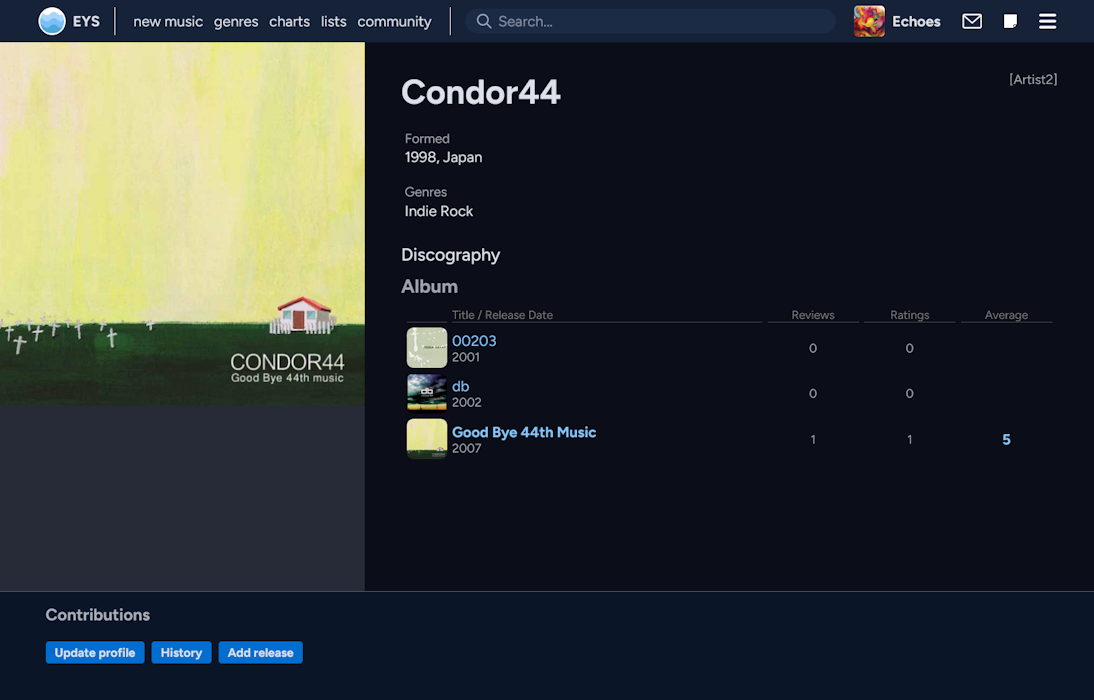 EYS
new music genres charts lists community
Search...
Echoes
Condor44
[Artist2]
Formed
1998, Japan
Genres
Indie Rock
Discography
Album
Title / Release Date Reviews Ratings Average
00203
2001
0 0
db
db
2002
0 0
Good Bye 44th Music
2007
1 1 5
CONDOR44
Good Bye 44th music
Contributions
Update profile History Add release